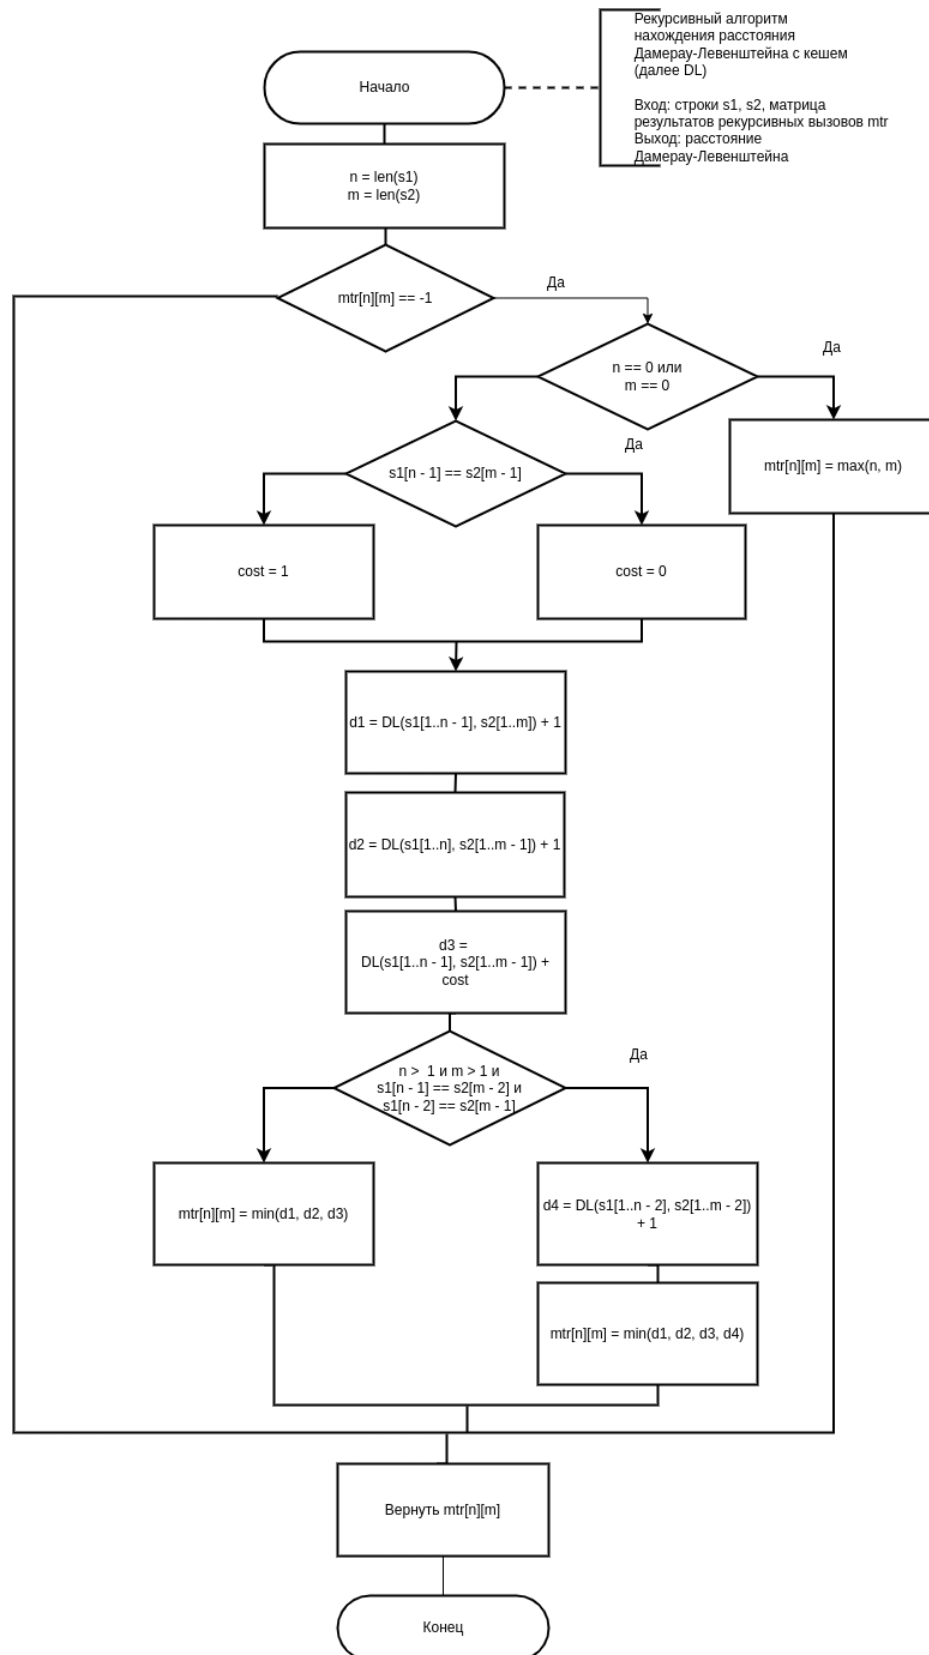 Рекурсивный алгоритм
нахождения расстояния
Дамерау-Левенштейна с кешем
(далее DL)
Вход: строки s1, s2, матрица
результатов рекурсивных вызовов mtr
Выход: расстояние
Дамерау-Левенштейна
Начало
n = len(s1)
m = len(s2)
mtr[n][m] == -1
Да
n == 0 или
m == 0
Да
mtr[n][m] = max(n, m)
s1[n - 1] == s2[m - 1]
Да
cost = 1
cost = 0
d1 = DL(s1[1..n - 1], s2[1..m]) + 1
d2 = DL(s1[1..n], s2[1..m - 1]) + 1
d3 =
DL(s1[1..n - 1], s2[1..m - 1]) +
cost
n > 1 и m > 1 и
s1[n - 1] == s2[m - 2] и
s1[n - 2] == s2[m - 1]
Да
mtr[n][m] = min(d1, d2, d3)
d4 = DL(s1[1..n - 2], s2[1..m - 2])
+ 1
mtr[n][m] = min(d1, d2, d3, d4)
Вернуть mtr[n][m]
Конец